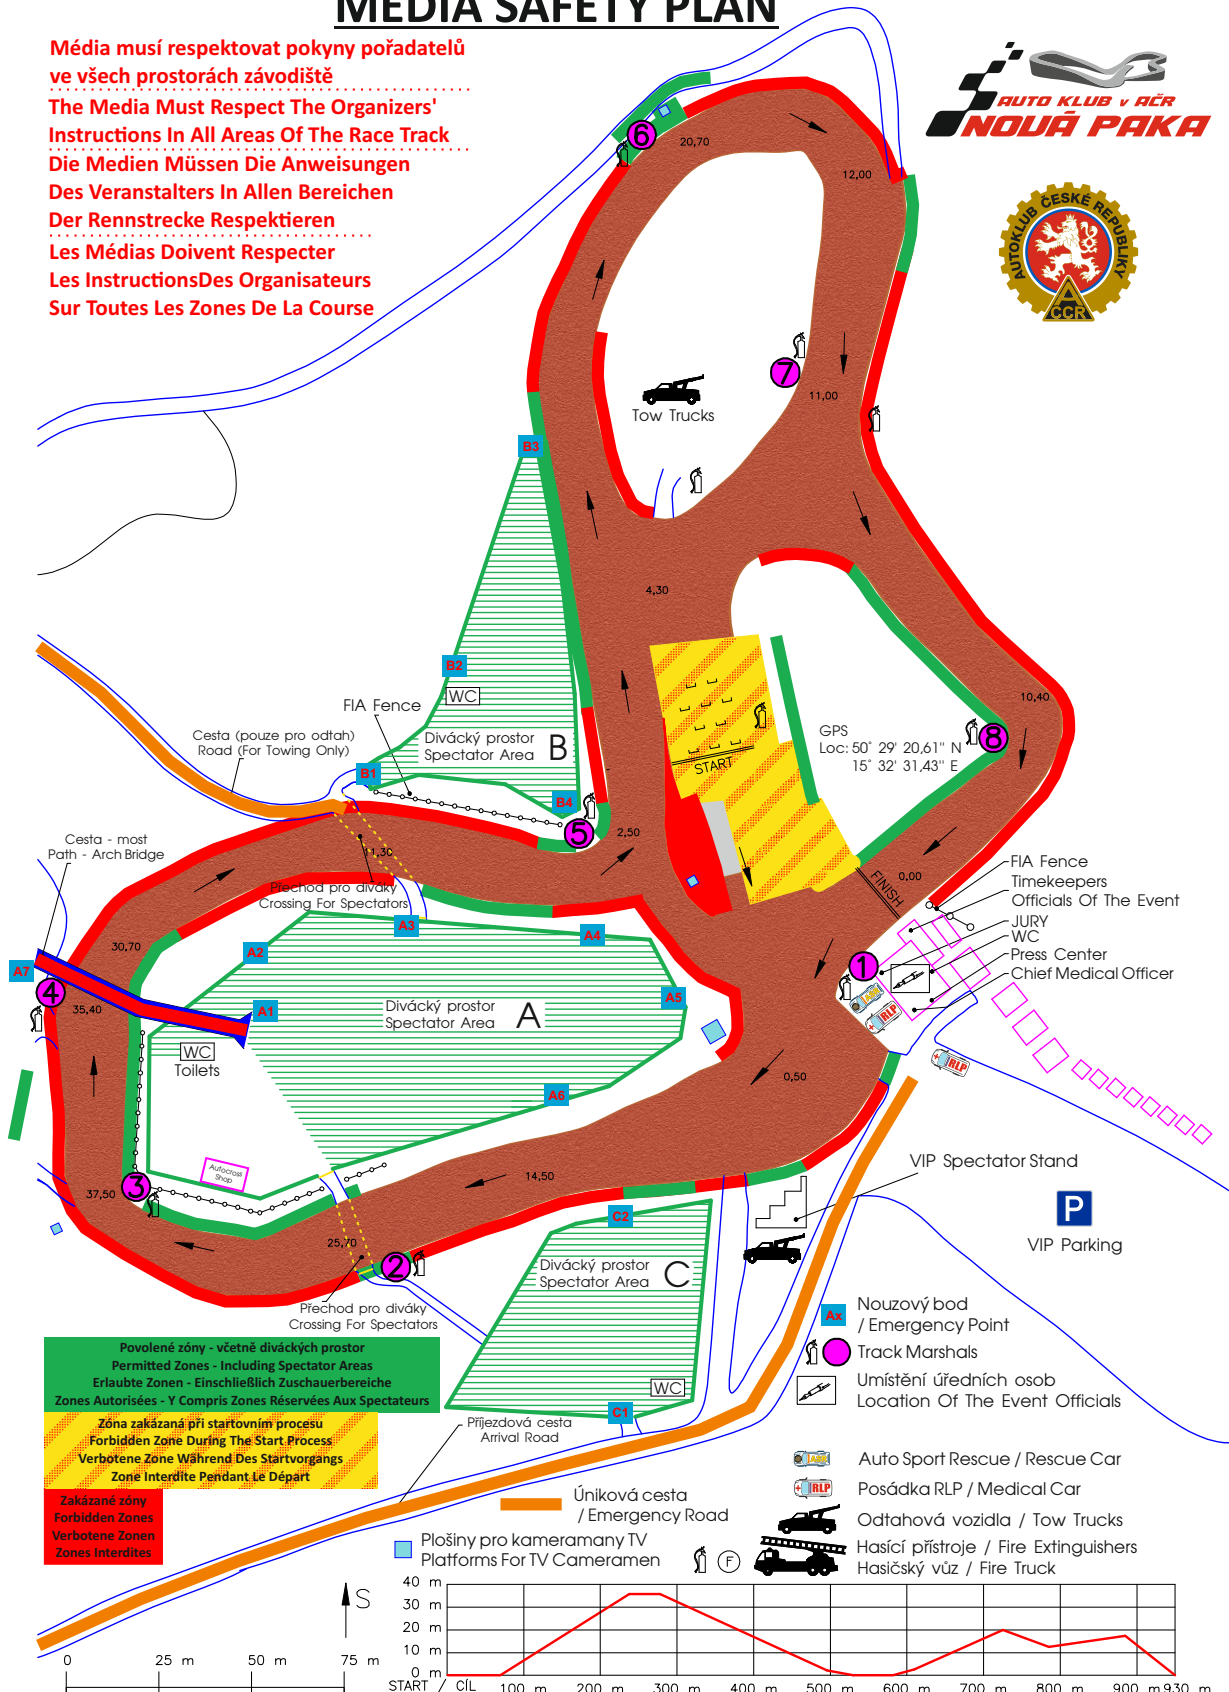 MEDIA SAFETY PLAN
Média musí respektovat pokyny pořadatelů
ve všech prostorách závodiště
The Media Must Respect The Organizers'
Instructions In All Areas Of The Race Track
Die Medien Müssen Die Anweisungen
Des Veranstalters In Allen Bereichen
Der Rennstrecke Respektieren
Les Médias Doivent Respecter
Les InstructionsDes Organisateurs
Sur Toutes Les Zones De La Course
AUTO KLUB v AČR
NOVÁ PAKA
AUTOKLUB ČESKÉ REPUBLIKY
A
CCR
6
20,70
12,00
7
11,00
Tow Trucks
B3
4,30
B2
WC
FIA Fence
Divácký prostor
Spectator Area
B
Cesta (pouze pro odtah)
Road (For Towing Only)
B1
B4
5
START
GPS
Loc: 50° 29' 20,61'' N
15° 32' 31,43'' E
8
10,40
2,50
11,30
0,00
FINISH
Cesta - most
Path - Arch Bridge
Přechod pro diváky
Crossing For Spectators
FIA Fence
Timekeepers
Officials Of The Event
JURY
WC
Press Center
Chief Medical Officer
A3
A4
A2
30,70
A7
4
35,40
A1
Divácký prostor
Spectator Area
A
A5
1
ASR
RLP
RLP
WC
Toilets
0,50
A6
Autocross
Shop
3
37,50
14,50
VIP Spectator Stand
P
VIP Parking
25,70
2
C2
Divácký prostor
Spectator Area
C
Přechod pro diváky
Crossing For Spectators
WC
C1
Ax
Nouzový bod
/ Emergency Point
Track Marshals
Umístění úředních osob
Location Of The Event Officials
Povolené zóny - včetně diváckých prostor
Permitted Zones - Including Spectator Areas
Erlaubte Zonen - Einschließlich Zuschauerbereiche
Zones Autorisées - Y Compris Zones Réservées Aux Spectateurs
Zóna zakázaná při startovním procesu
Forbidden Zone During The Start Process
Verbotene Zone Während Des Startvorgangs
Zone Interdite Pendant Le Départ
Zakázané zóny
Forbidden Zones
Verbotene Zonen
Zones Interdites
Příjezdová cesta
Arrival Road
Úniková cesta
/ Emergency Road
Plošiny pro kameramany TV
Platforms For TV Cameramen
ASR
Auto Sport Rescue / Rescue Car
RLP
Posádka RLP / Medical Car
Odtahová vozidla / Tow Trucks
F
Hasící přístroje / Fire Extinguishers
Hasičský vůz / Fire Truck
S
0 25 m 50 m 75 m
40 m
30 m
20 m
10 m
0 m
START / CÍL 100 m 200 m 300 m 400 m 500 m 600 m 700 m 800 m 900 m 930 m